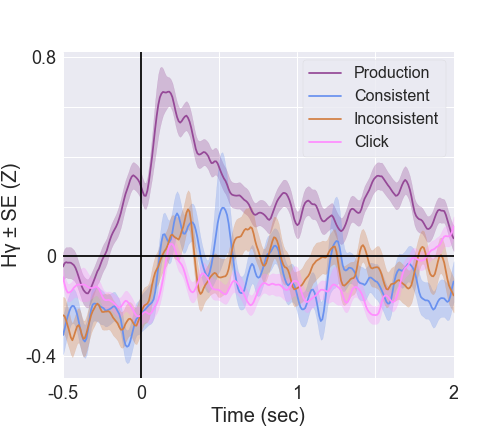 0.8
Production
Consistent
Inconsistent
Click
Hγ ± SE (Z)
0
-0.4
-0.5 0 1 2
Time (sec)